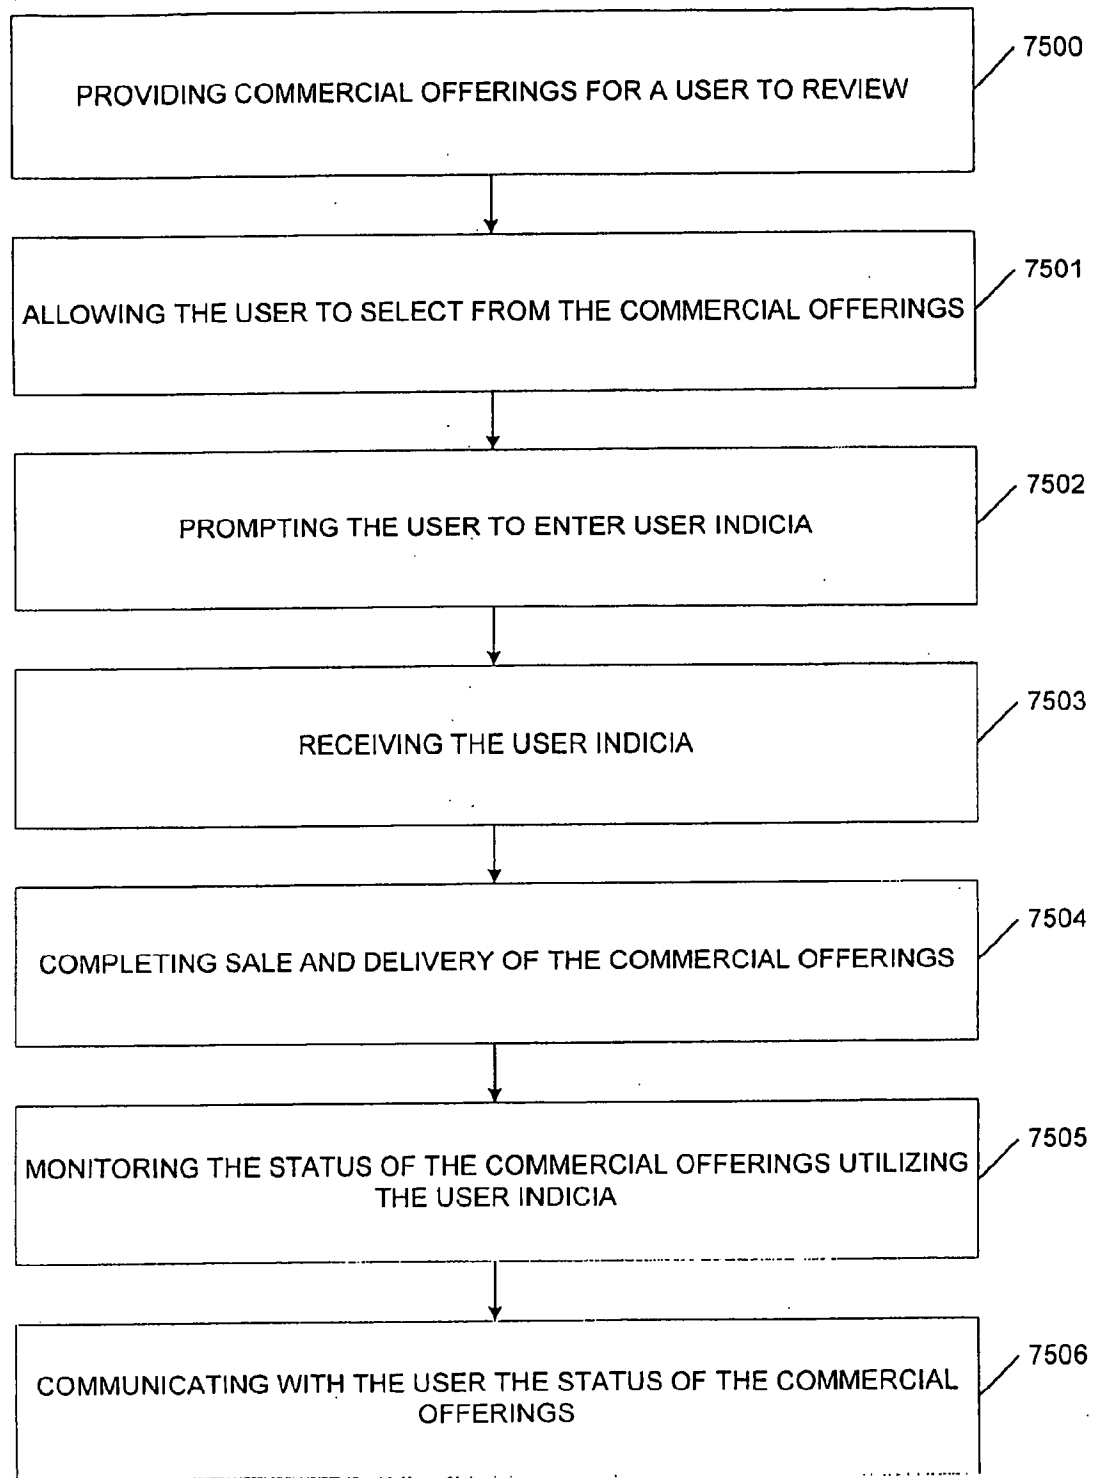 PROVIDING COMMERCIAL OFFERINGS FOR A USER TO REVIEW
7500
ALLOWING THE USER TO SELECT FROM THE COMMERCIAL OFFERINGS
7501
PROMPTING THE USER TO ENTER USER INDICIA
7502
RECEIVING THE USER INDICIA
7503
COMPLETING SALE AND DELIVERY OF THE COMMERCIAL OFFERINGS
7504
MONITORING THE STATUS OF THE COMMERCIAL OFFERINGS UTILIZING
THE USER INDICIA
7505
COMMUNICATING WITH THE USER THE STATUS OF THE COMMERCIAL
OFFERINGS
7506